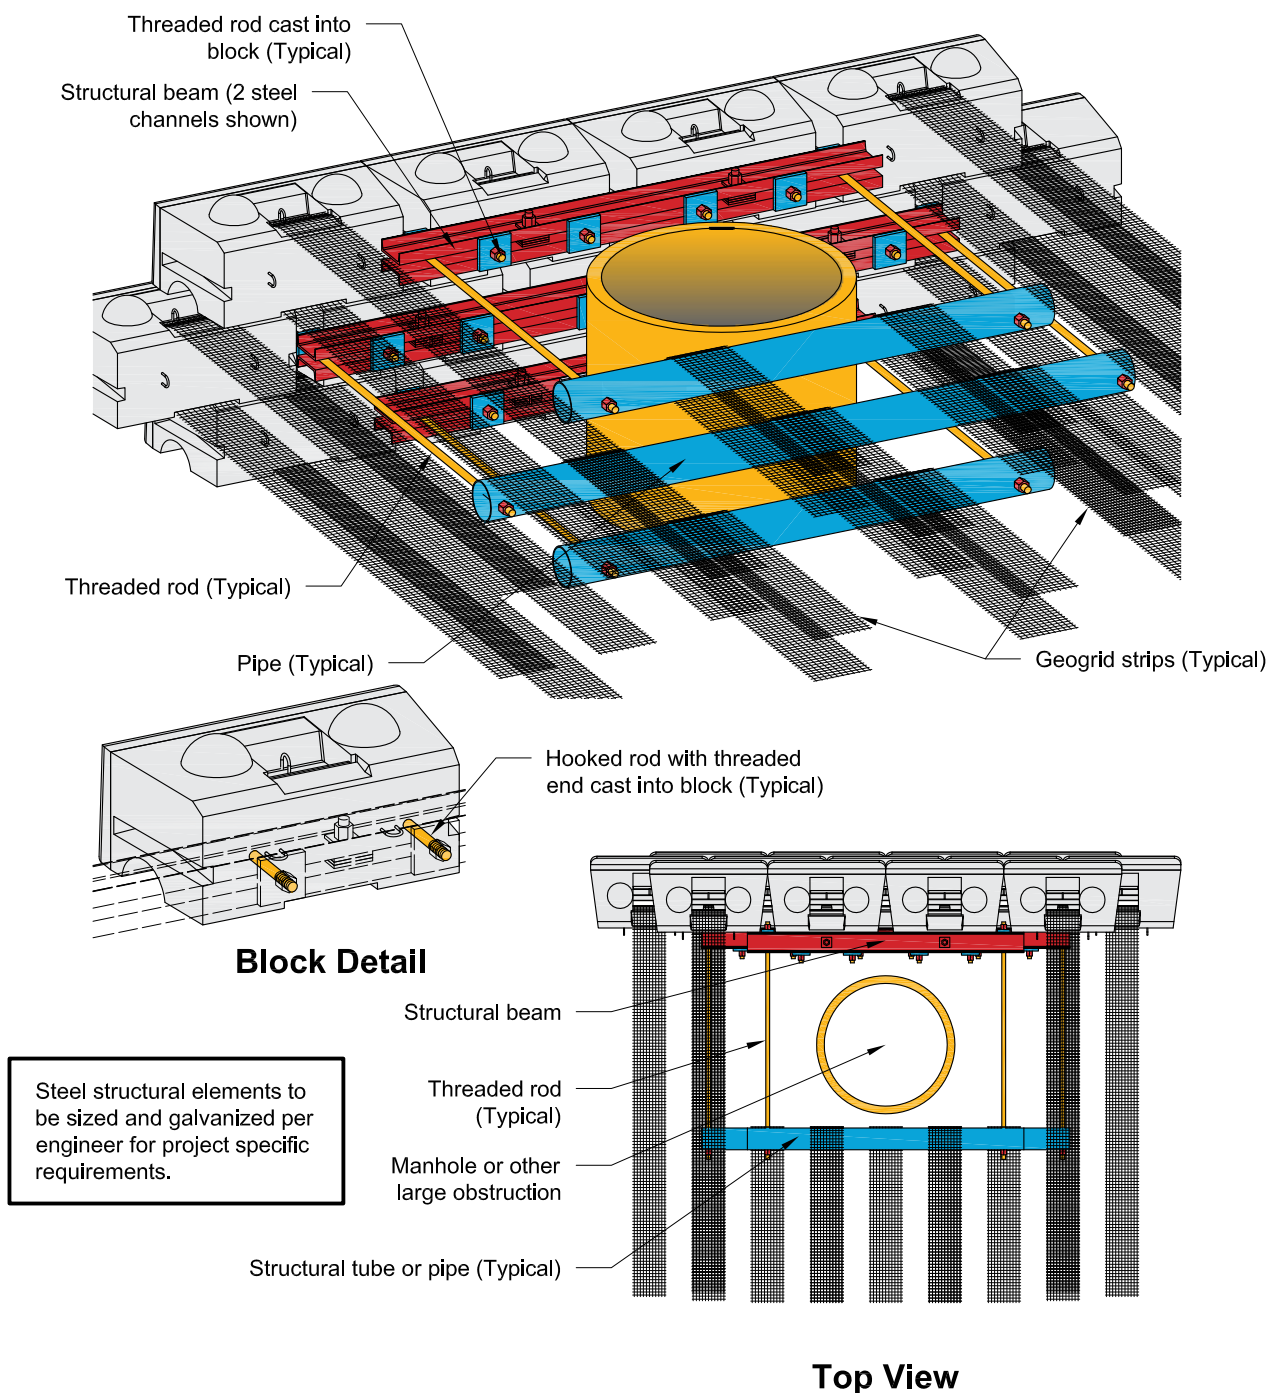 Threaded rod cast into
block (Typical)
Structural beam (2 steel
channels shown)
Threaded rod (Typical)
Pipe (Typical)
Geogrid strips (Typical)
Hooked rod with threaded
end cast into block (Typical)
Block Detail
Structural beam
Threaded rod
(Typical)
Manhole or other
large obstruction
Structural tube or pipe (Typical)
Steel structural elements to
be sized and galvanized per
engineer for project specific
requirements.
Top View